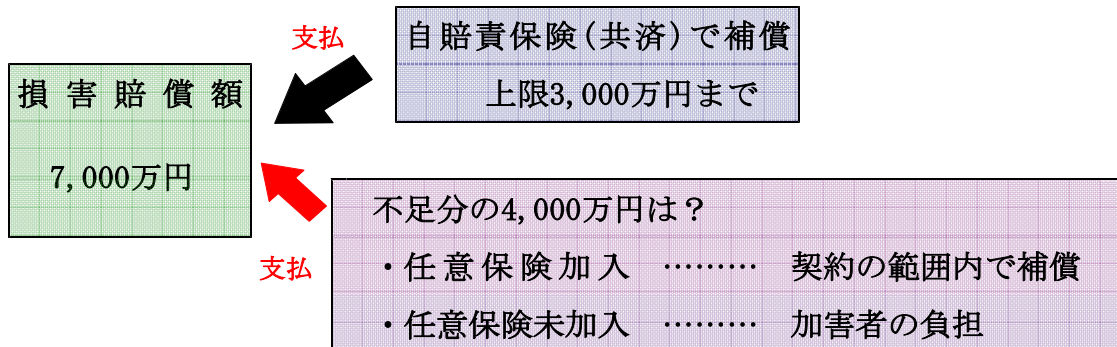 支払
自賠責保険(共済)で補償
上限3,000万円まで
損害賠償額
7,000万円
支払
不足分の4,000万円は？
・任意保険加入 ……… 契約の範囲内で補償
・任意保険未加入 ……… 加害者の負担